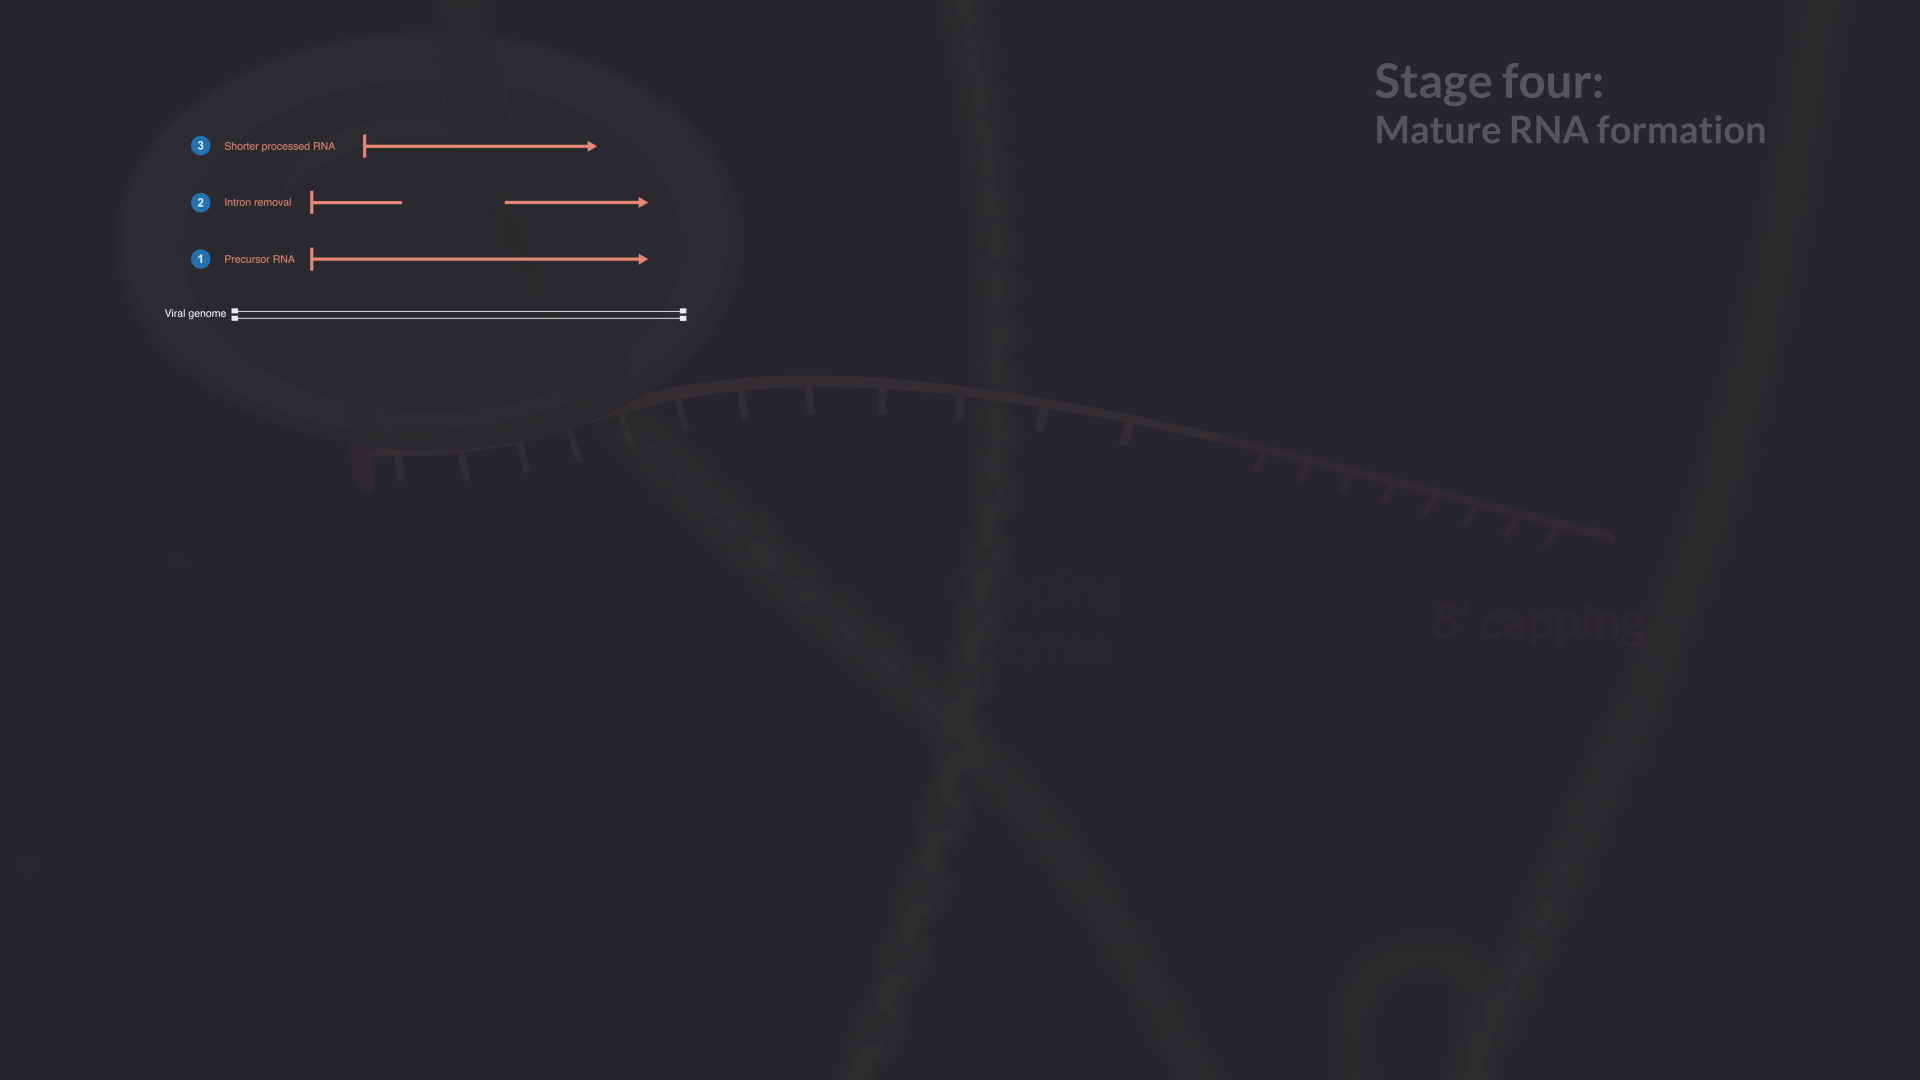 Stage four:
Mature RNA formation
3 Shorter processed RNA
2 Intron removal
1 Precursor RNA
Viral genome
5' capping